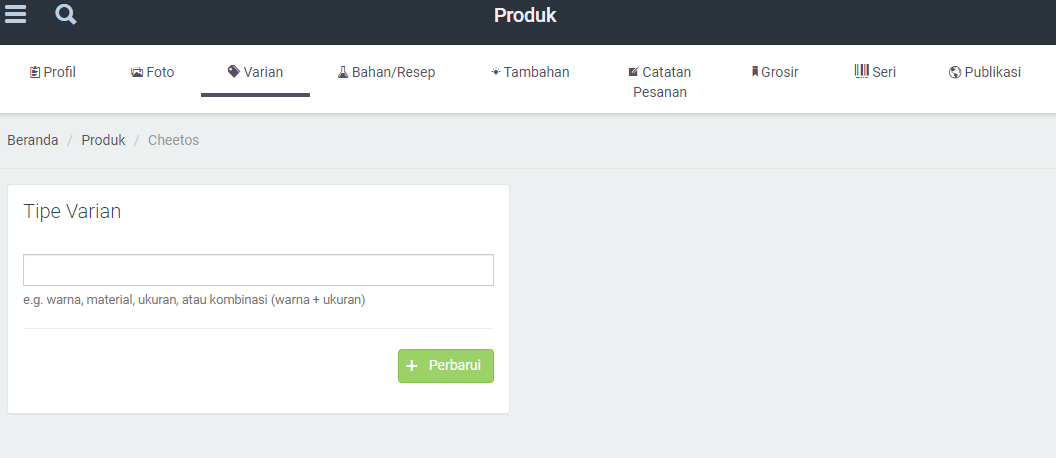 Produk
Profil
Foto
Varian
Bahan/Resep
Tambahan
Catatan
Pesanan
Grosir
Seri
Publikasi
Beranda / Produk / Cheetos
Tipe Varian
e.g. warna, material, ukuran, atau kombinasi (warna + ukuran)
+ Perbarui